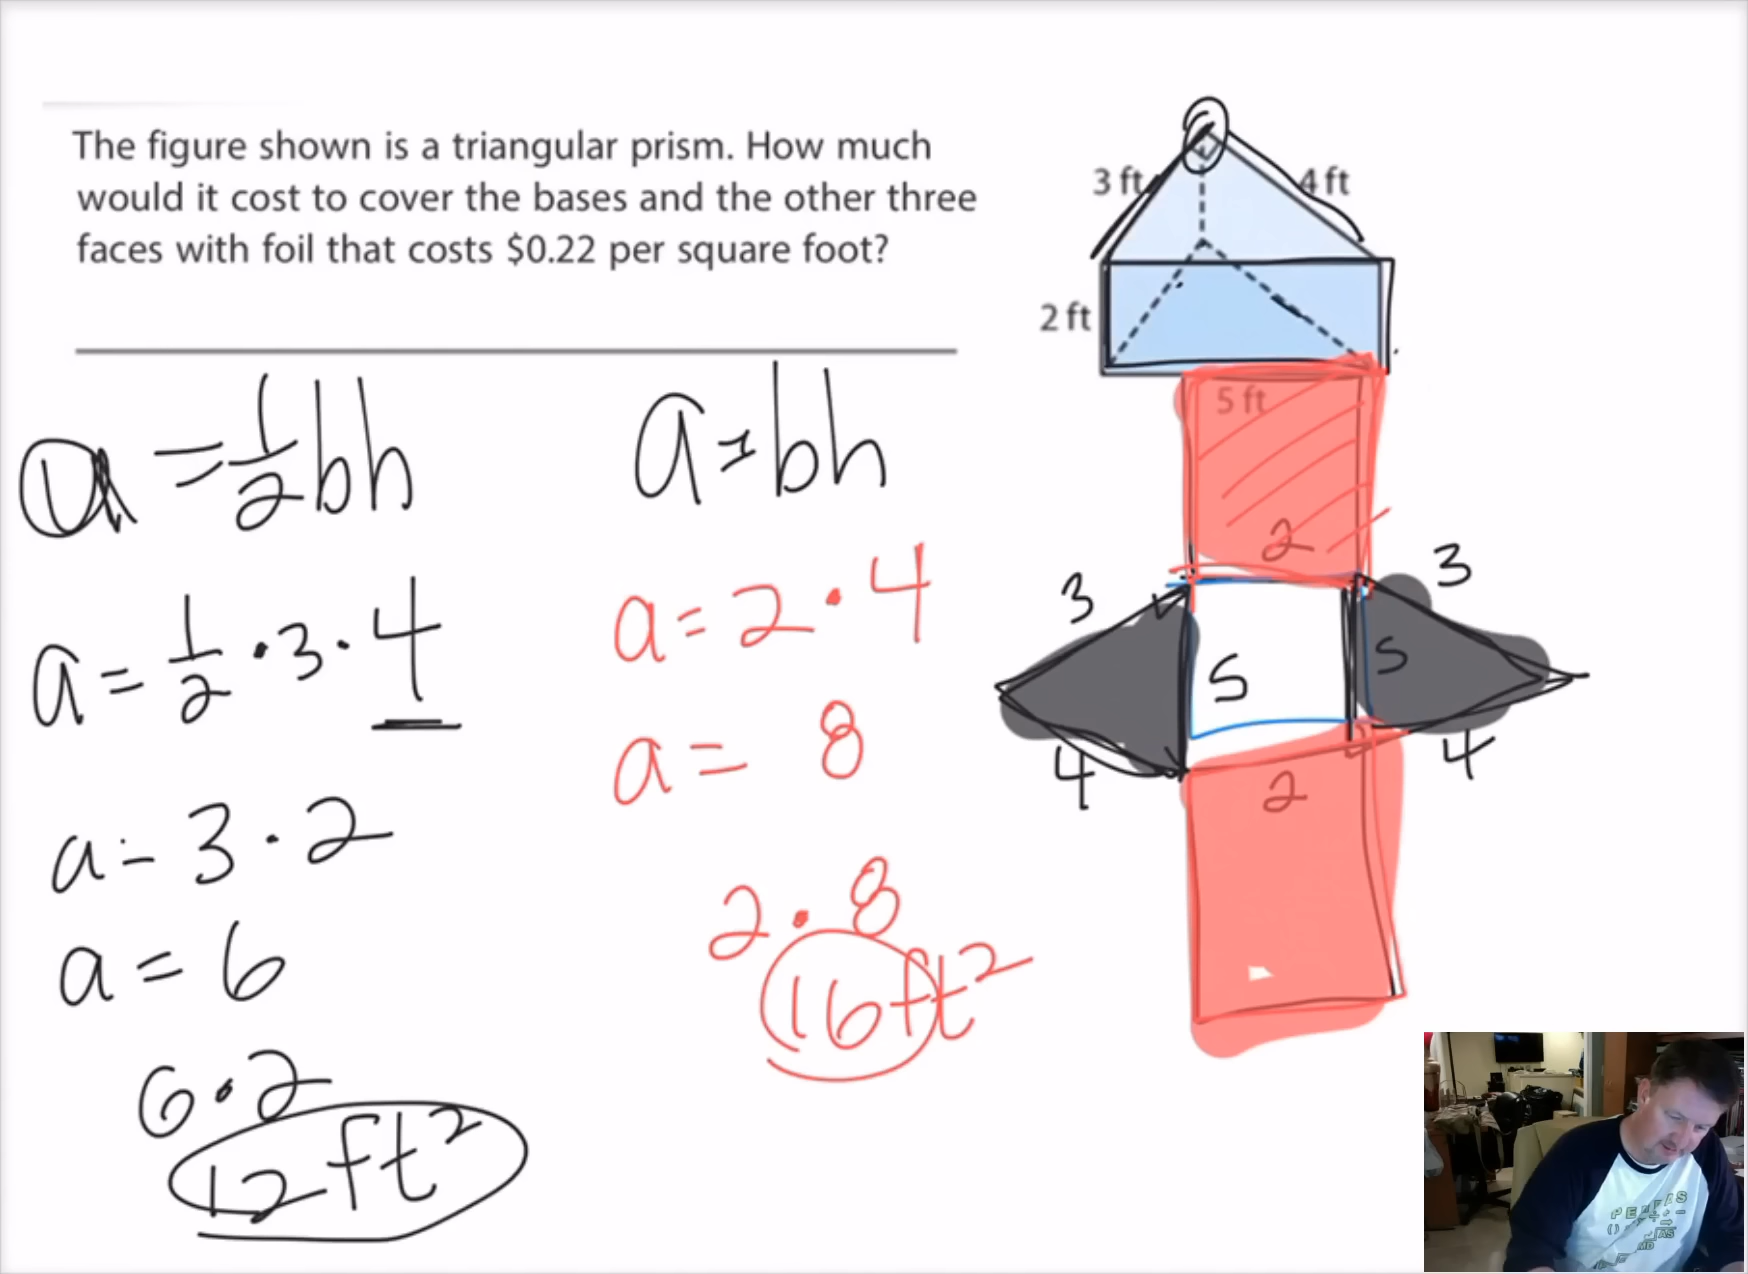 The figure shown is a triangular prism. How much
would it cost to cover the bases and the other three
faces with foil that costs $0.22 per square foot?
3 ft
4 ft
2 ft
5 ft
a = 1/2 bh
a = 1/2 · 3 · 4
a = 3 · 2
a = 6
6 · 2
12 ft²
a = bh
a = 2 · 4
a = 8
2 · 8
16 ft²
2
3
3
5
5
4
4
2